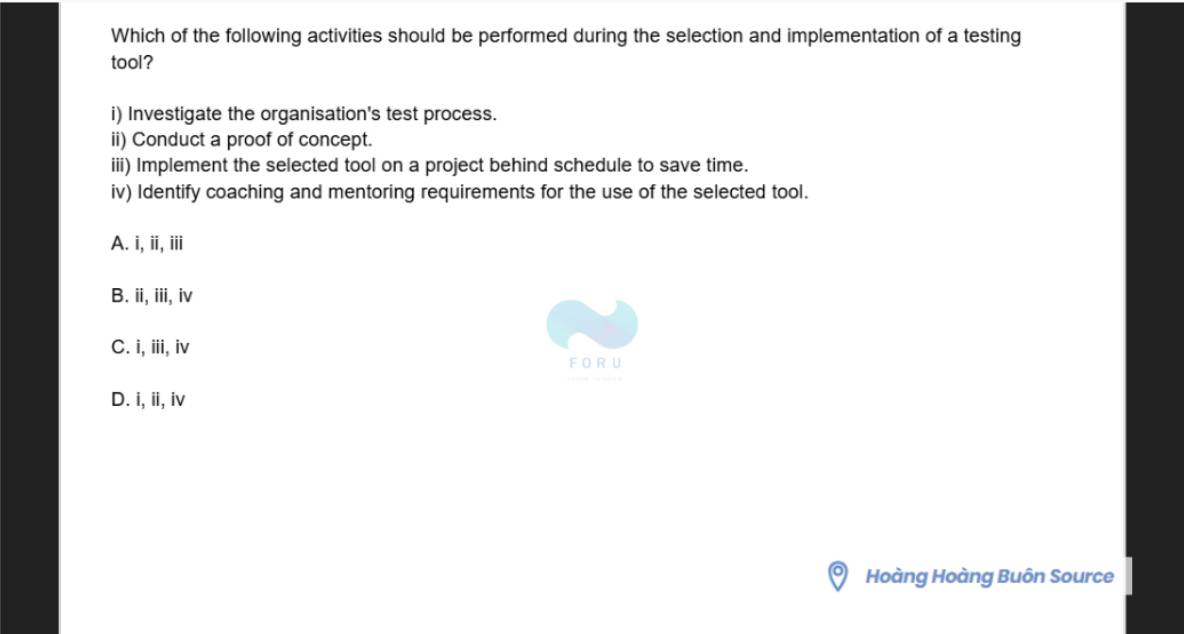 Which of the following activities should be performed during the selection and implementation of a testing
tool?
i) Investigate the organisation's test process.
ii) Conduct a proof of concept.
iii) Implement the selected tool on a project behind schedule to save time.
iv) Identify coaching and mentoring requirements for the use of the selected tool.
A. i, ii, iii
B. ii, iii, iv
C. i, iii, iv
D. i, ii, iv
FORU
Hoàng Hoàng Buôn Source